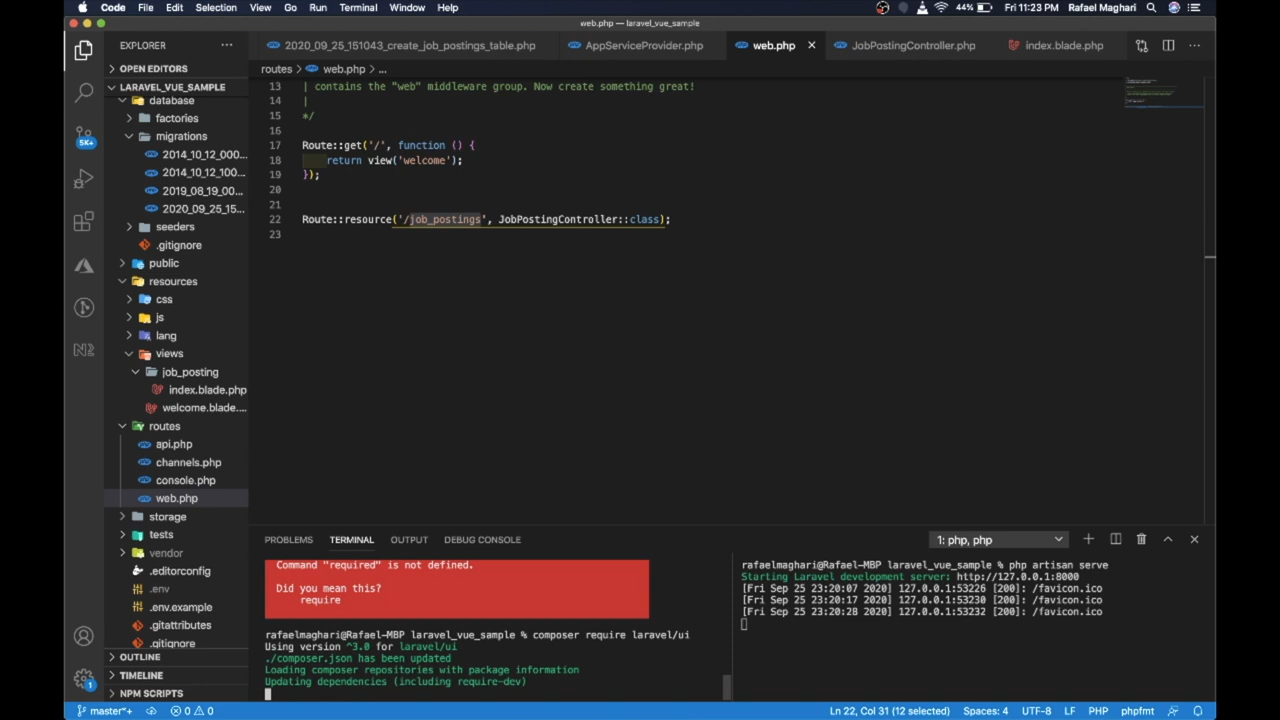 Code File Edit Selection View Go Run Terminal Window Help 44% Fri 11:23 PM Rafael Maghari
web.php — laravel_vue_sample
EXPLORER
2020_09_25_151043_create_job_postings_table.php AppServiceProvider.php web.php JobPostingController.php index.blade.php
OPEN EDITORS
routes > web.php > ...
LARAVEL_VUE_SAMPLE
database
factories
migrations
2014_10_12_000...
2014_10_12_100...
2019_08_19_00...
2020_09_25_15...
seeders
.gitignore
public
resources
css
js
lang
views
job_posting
index.blade.php
welcome.blade....
routes
api.php
channels.php
console.php
web.php
storage
tests
vendor
.editorconfig
.env
.env.example
.gitattributes
.gitignore
OUTLINE
TIMELINE
NPM SCRIPTS
5K+
1
13 | contains the "web" middleware group. Now create something great!
14 |
15 */
16
17 Route::get('/', function () {
18 return view('welcome');
19 });
20
21
22 Route::resource('/job_postings', JobPostingController::class);
23
PROBLEMS TERMINAL OUTPUT DEBUG CONSOLE 1: php, php
Command "required" is not defined.
Did you mean this?
require
rafaelmaghari@Rafael-MBP laravel_vue_sample % composer require laravel/ui
Using version ^3.0 for laravel/ui
./composer.json has been updated
Loading composer repositories with package information
Updating dependencies (including require-dev)
rafaelmaghari@Rafael-MBP laravel_vue_sample % php artisan serve
Starting Laravel development server: http://127.0.0.1:8000
[Fri Sep 25 23:20:07 2020] 127.0.0.1:53226 [200]: /favicon.ico
[Fri Sep 25 23:20:17 2020] 127.0.0.1:53230 [200]: /favicon.ico
[Fri Sep 25 23:20:28 2020] 127.0.0.1:53232 [200]: /favicon.ico
master*+ 0 0 Ln 22, Col 31 (12 selected) Spaces: 4 UTF-8 LF PHP phpfmt